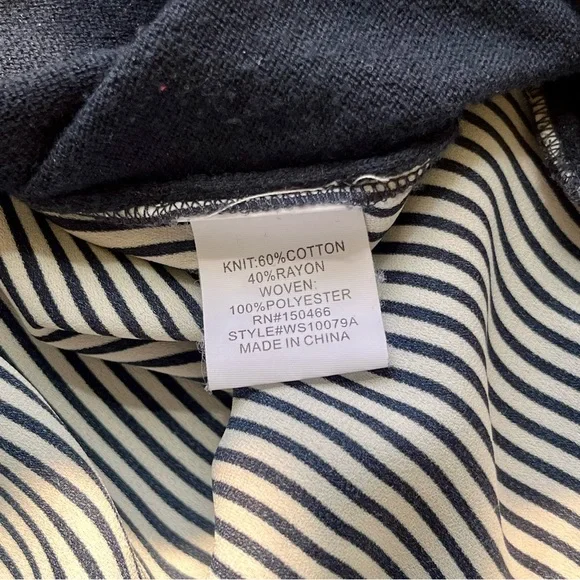 KNIT:60%COTTON
40%RAYON
WOVEN:
100%POLYESTER
RN#150466
STYLE#WS10079A
MADE IN CHINA